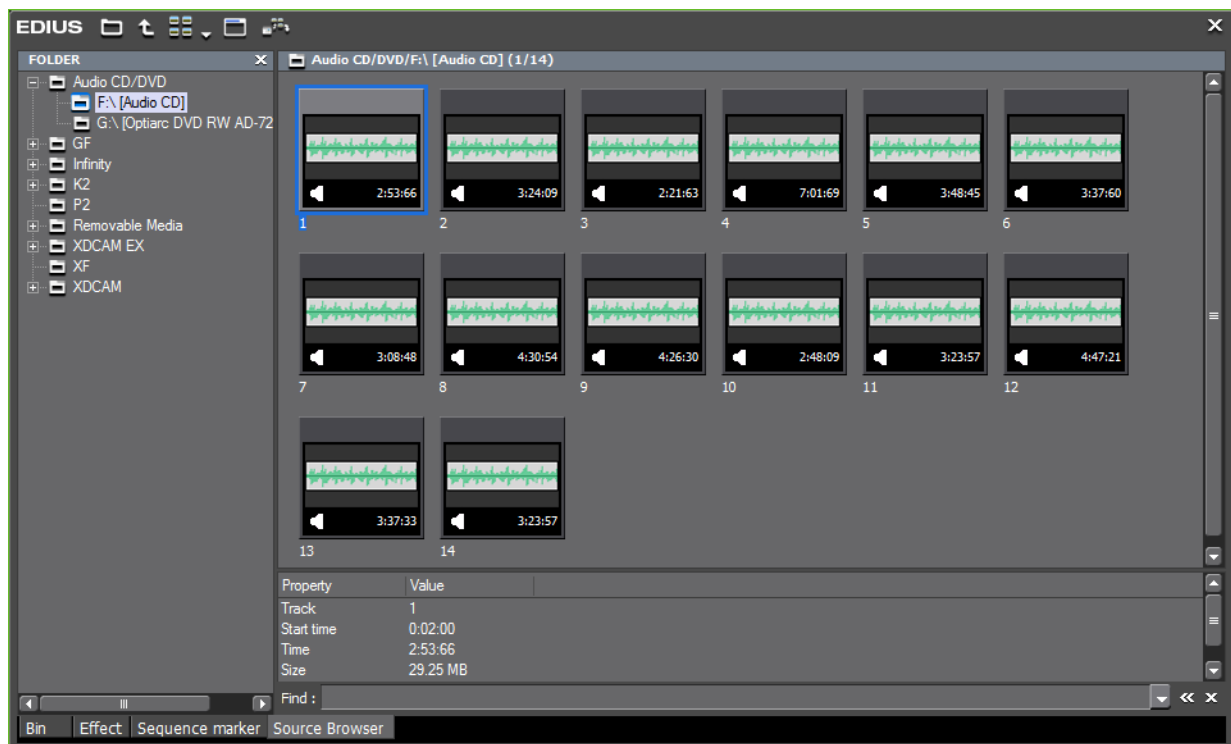 EDIUS
FOLDER
Audio CD/DVD
F:\ [Audio CD]
G:\ [Optiarc DVD RW AD-72
GF
Infinity
K2
P2
Removable Media
XDCAM EX
XF
XDCAM
Audio CD/DVD/F:\ [Audio CD] (1/14)
2:53:66 3:24:09 2:21:63 7:01:69 3:48:45 3:37:60
1 2 3 4 5 6
3:08:48 4:30:54 4:26:30 2:48:09 3:23:57 4:47:21
7 8 9 10 11 12
3:37:33 3:23:57
13 14
Property Value
Track 1
Start time 0:02:00
Time 2:53:66
Size 29.25 MB
Find :
Bin Effect Sequence marker Source Browser